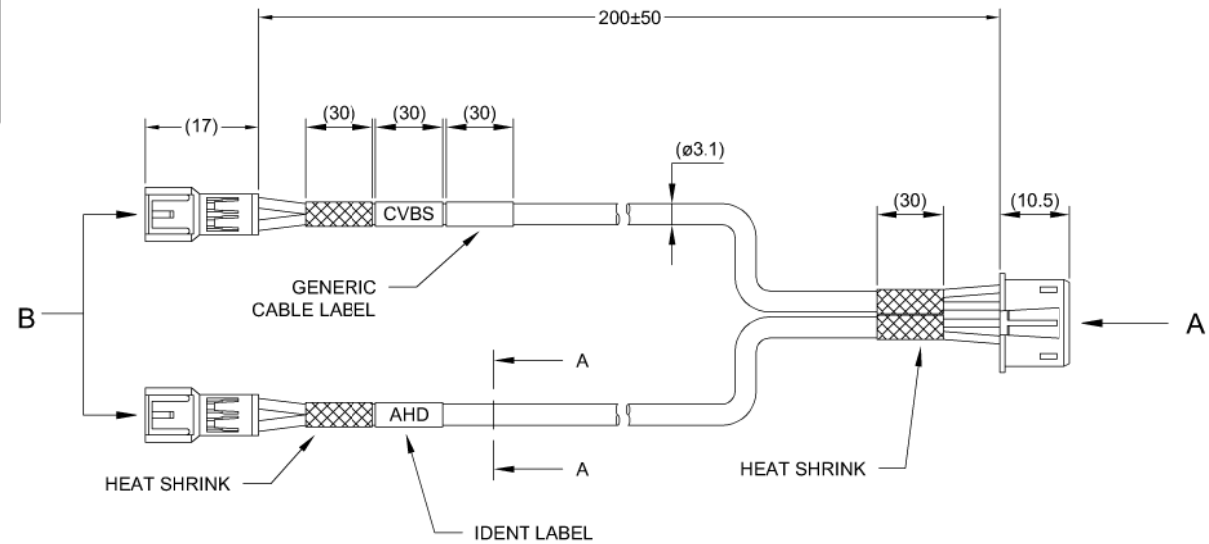 200±50
(30)
(30)
(30)
(17)
(ø3.1)
(30)
(10.5)
CVBS
GENERIC
CABLE LABEL
B
A
A
AHD
A
HEAT SHRINK
HEAT SHRINK
IDENT LABEL